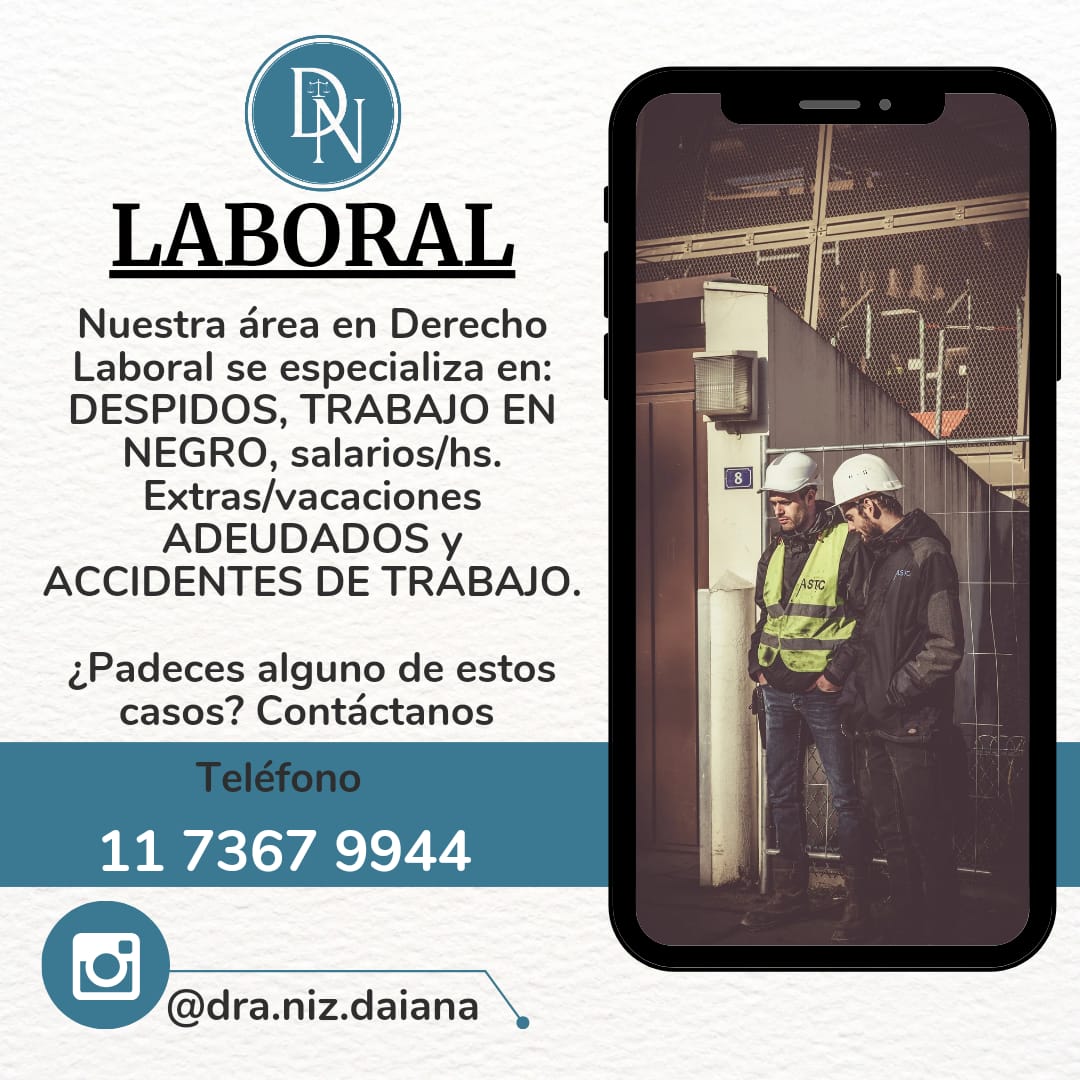 DN
LABORAL
Nuestra área en Derecho
Laboral se especializa en:
DESPIDOS, TRABAJO EN
NEGRO, salarios/hs.
Extras/vacaciones
ADEUDADOS y
ACCIDENTES DE TRABAJO.
¿Padeces alguno de estos
casos? Contáctanos
Teléfono
11 7367 9944
@dra.niz.daiana
8
ASTC
ASTC